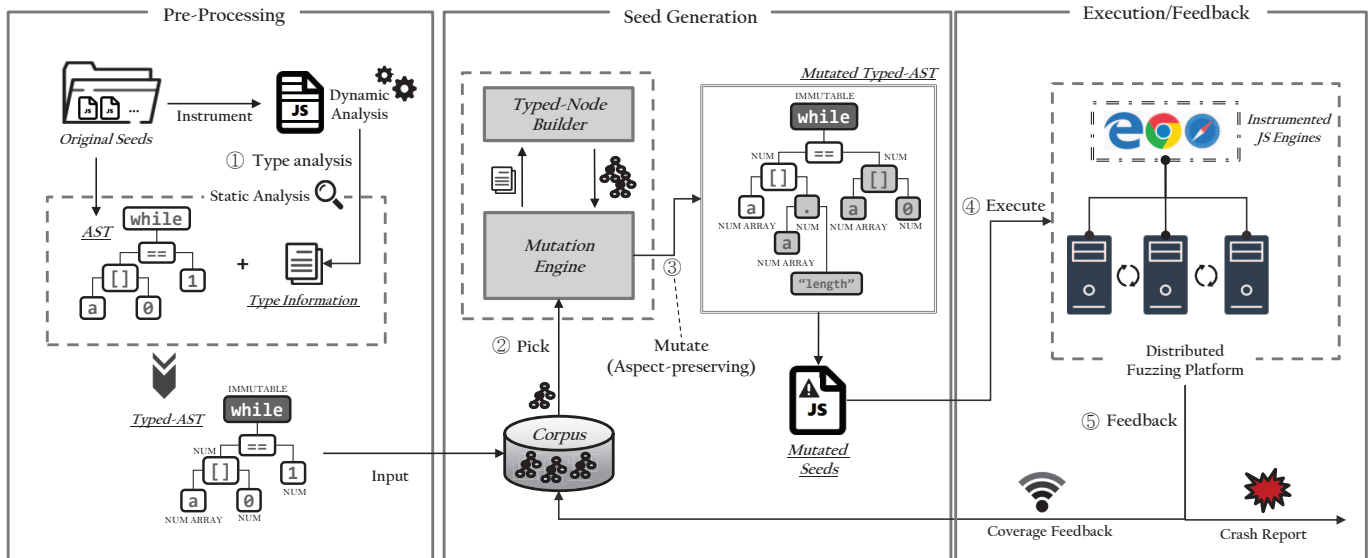 Pre-Processing
JS
JS
...
Original Seeds
Instrument
JS
Dynamic
Analysis
① Type analysis
Static Analysis
AST
while
==
[]
1
a
0
+
Type Information
Typed-AST
IMMUTABLE
while
==
NUM
[]
1
NUM
a
0
NUM ARRAY
NUM
Input
Seed Generation
Typed-Node
Builder
Mutation
Engine
② Pick
③
Mutate
(Aspect-preserving)
Corpus
Mutated Typed-AST
IMMUTABLE
while
==
NUM
NUM
[]
[]
a
.
a
0
NUM ARRAY
NUM
NUM ARRAY
NUM
a
NUM ARRAY
“length”
JS
Mutated
Seeds
Execution/Feedback
Instrumented
JS Engines
④ Execute
Distributed
Fuzzing Platform
⑤ Feedback
Coverage Feedback
Crash Report